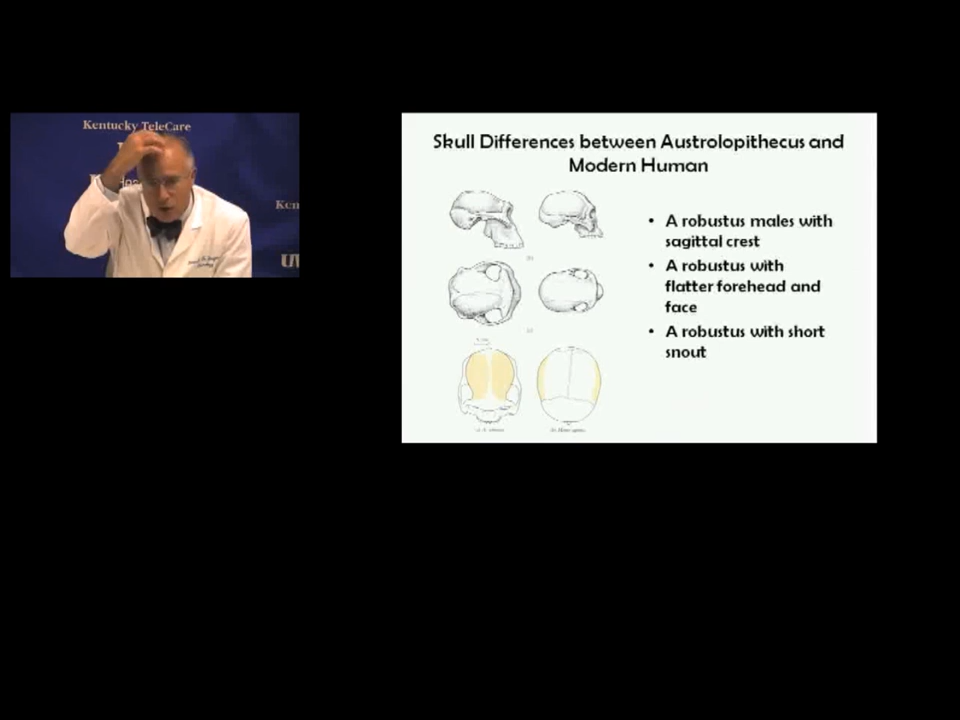 Kentucky TeleCare
Ken
Skull Differences between Austrolopithecus and
Modern Human
• A robustus males with
sagittal crest
• A robustus with
flatter forehead and
face
• A robustus with short
snout